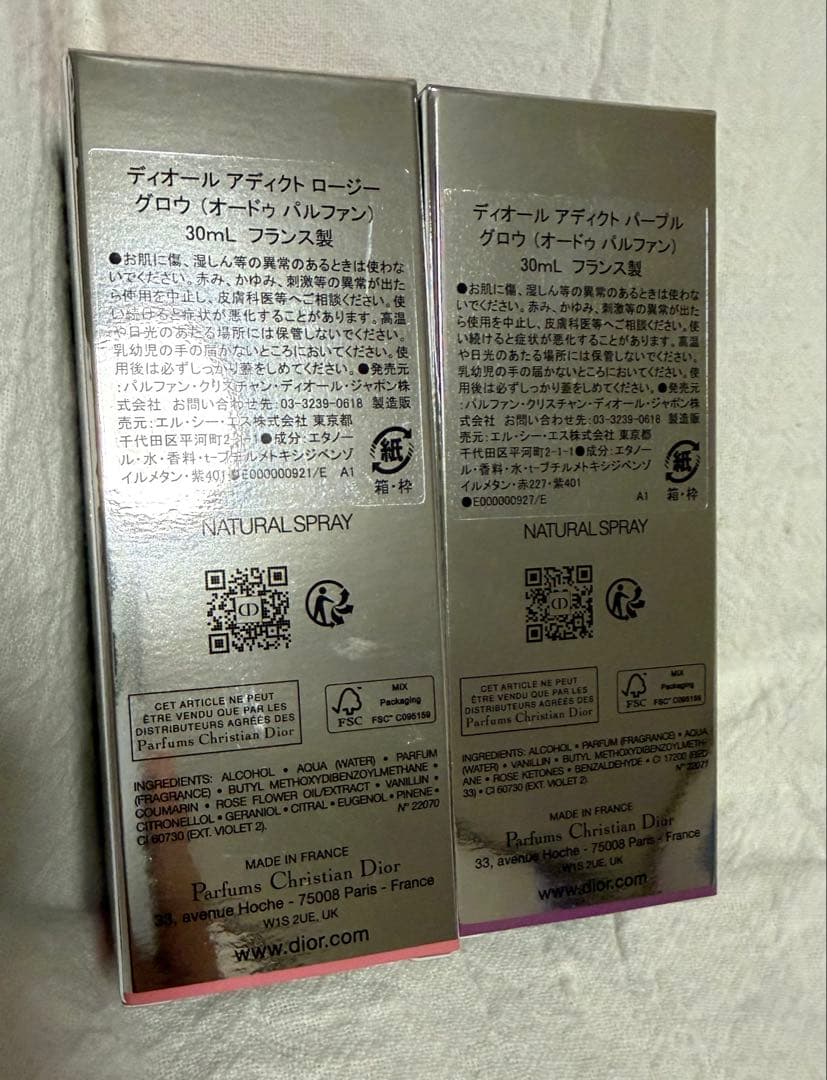 ディオール アディクト ロージー
グロウ (オードゥ パルファン)
30mL フランス製
●お肌に傷、湿しん等の異常のあるときは使わな
いでください。赤み、かゆみ、刺激等の異常が出た
ら使用を中止し、皮膚科医等へご相談ください。使
い続けると症状が悪化することがあります。高温
や日光のあたる場所には保管しないでください。
乳幼児の手の届かないところにおいてください。使
用後は必ずしっかり蓋をしめてください。●発売元
:パルファン・クリスチャン・ディオール・ジャポン株
式会社 お問い合わせ先:03-3239-0618 製造販
売元:エル・シー・エス株式会社 東京都
千代田区平河町2-1-1●成分:エタノー
ル・水・香料・t-ブチルメトキシジベンゾ
イルメタン・紫401 ●E000000921/E A1
紙
箱・枠
NATURAL SPRAY
CD
CET ARTICLE NE PEUT
ÊTRE VENDU QUE PAR LES
DISTRIBUTEURS AGRÉÉS DES
Parfums Christian Dior
FSC
MIX
Packaging
FSC™ C095159
INGREDIENTS: ALCOHOL • AQUA (WATER) • PARFUM
(FRAGRANCE) • BUTYL METHOXYDIBENZOYLMETHANE •
COUMARIN • ROSE FLOWER OIL/EXTRACT • VANILLIN •
CITRONELLOL • GERANIOL • CITRAL • EUGENOL • PINENE •
CI 60730 (EXT. VIOLET 2). N° 22070
MADE IN FRANCE
Parfums Christian Dior
33, avenue Hoche - 75008 Paris - France
W1S 2UE, UK
www.dior.com
ディオール アディクト パープル
グロウ (オードゥ パルファン)
30mL フランス製
●お肌に傷、湿しん等の異常のあるときは使わな
いでください。赤み、かゆみ、刺激等の異常が出た
ら使用を中止し、皮膚科医等へご相談ください。使
い続けると症状が悪化することがあります。高温
や日光のあたる場所には保管しないでください。
乳幼児の手の届かないところにおいてください。使
用後は必ずしっかり蓋をしめてください。●発売元
:パルファン・クリスチャン・ディオール・ジャポン株
式会社 お問い合わせ先:03-3239-0618 製造販
売元:エル・シー・エス株式会社 東京都
千代田区平河町2-1-1●成分:エタノー
ル・香料・水・t-ブチルメトキシジベンゾ
イルメタン・赤227・紫401
●E000000927/E A1
紙
箱・枠
NATURAL SPRAY
CD
CET ARTICLE NE PEUT
ÊTRE VENDU QUE PAR LES
DISTRIBUTEURS AGRÉÉS DES
Parfums Christian Dior
FSC
MIX
Packaging
FSC™ C095159
INGREDIENTS: ALCOHOL • PARFUM (FRAGRANCE) • AQUA
(WATER) • VANILLIN • BUTYL METHOXYDIBENZOYLMETH-
ANE • ROSE KETONES • BENZALDEHYDE • CI 17200 (RED
33) • CI 60730 (EXT. VIOLET 2). N° 22071
MADE IN FRANCE
Parfums Christian Dior
33, avenue Hoche - 75008 Paris - France
W1S 2UE, UK
www.dior.com